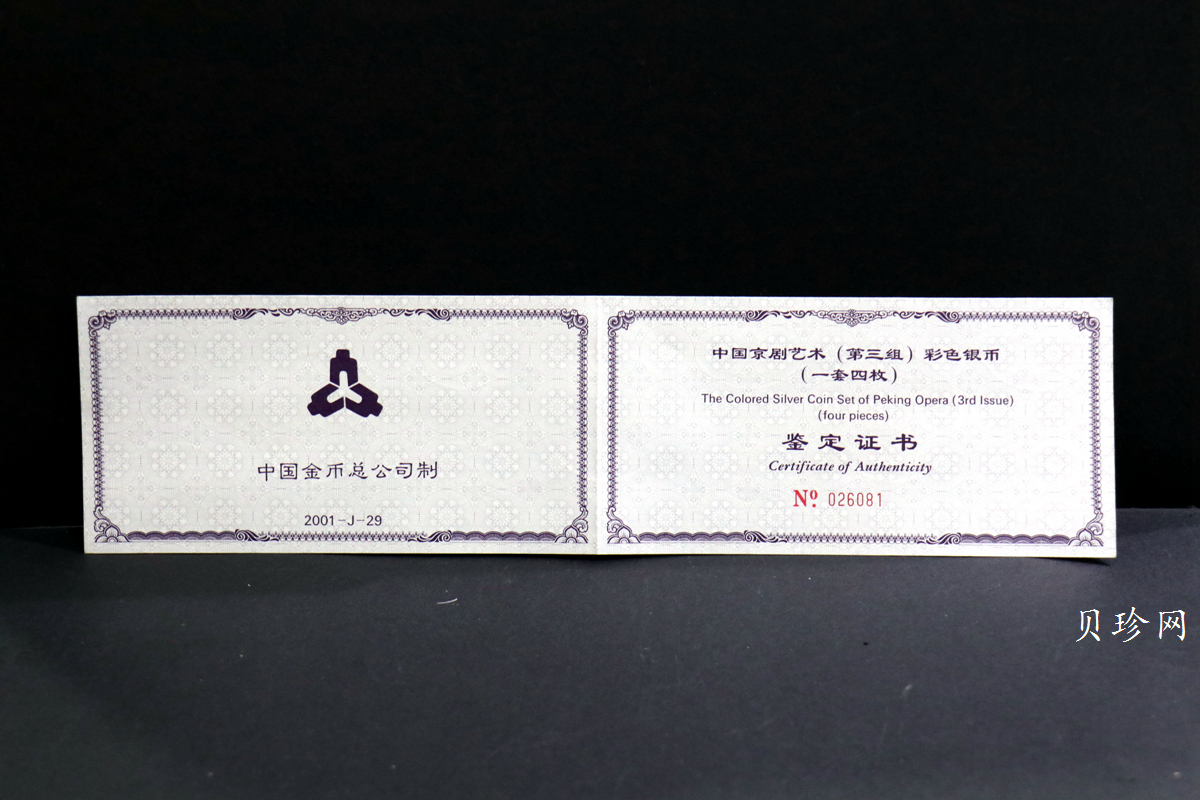 中国金币总公司制
2001-J-29
中国京剧艺术(第三组)彩色银币
(一套四枚)
The Colored Silver Coin Set of Peking Opera (3rd Issue)
(four pieces)
鉴定证书
Certificate of Authenticity
Nº 026081
贝珍网